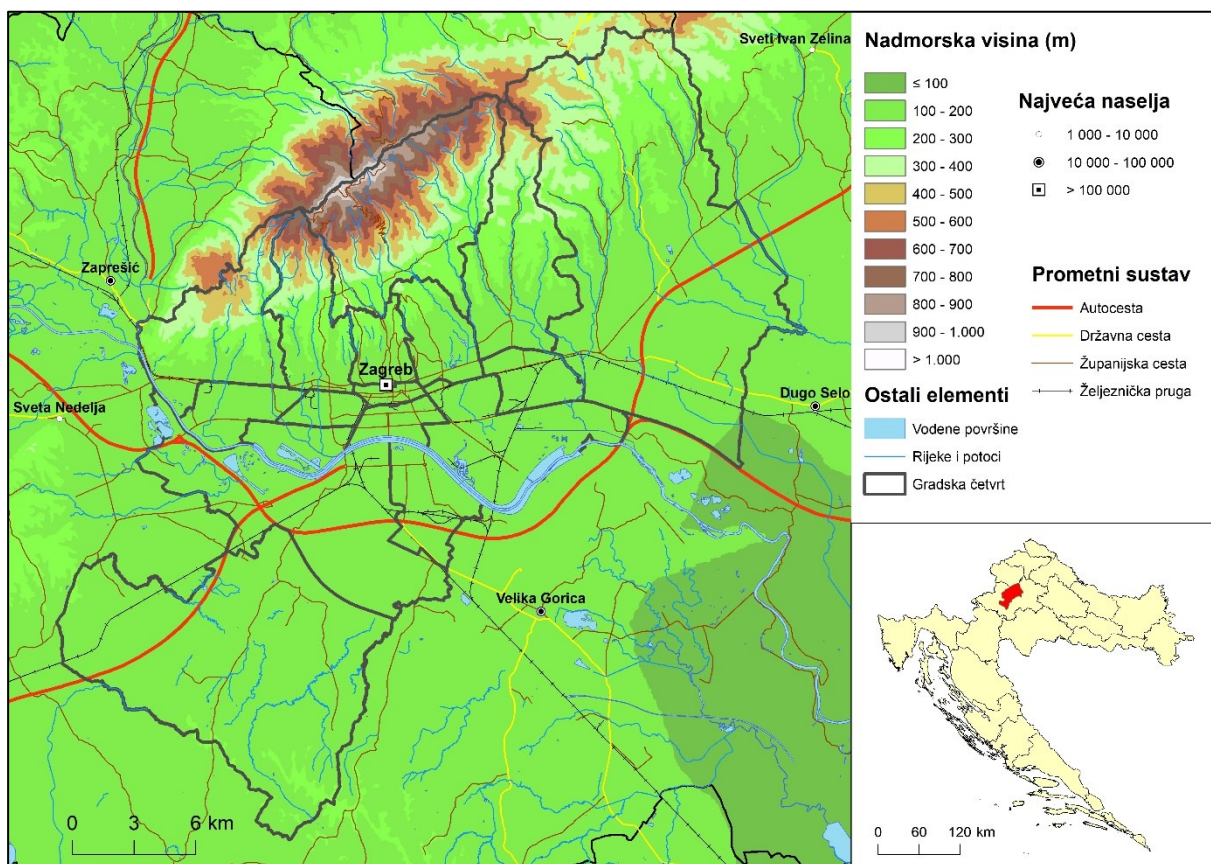 Sveti Ivan Zelina
Zaprešić
Zagreb
Sveta Nedelja
Dugo Selo
Velika Gorica
0 3 6 km
Nadmorska visina (m)
≤ 100
100 - 200
200 - 300
300 - 400
400 - 500
500 - 600
600 - 700
700 - 800
800 - 900
900 - 1.000
> 1.000
Ostali elementi
Vodene površine
Rijeke i potoci
Gradska četvrt
Najveća naselja
1 000 - 10 000
10 000 - 100 000
> 100 000
Prometni sustav
Autocesta
Državna cesta
Županijska cesta
Željeznička pruga
0 60 120 km